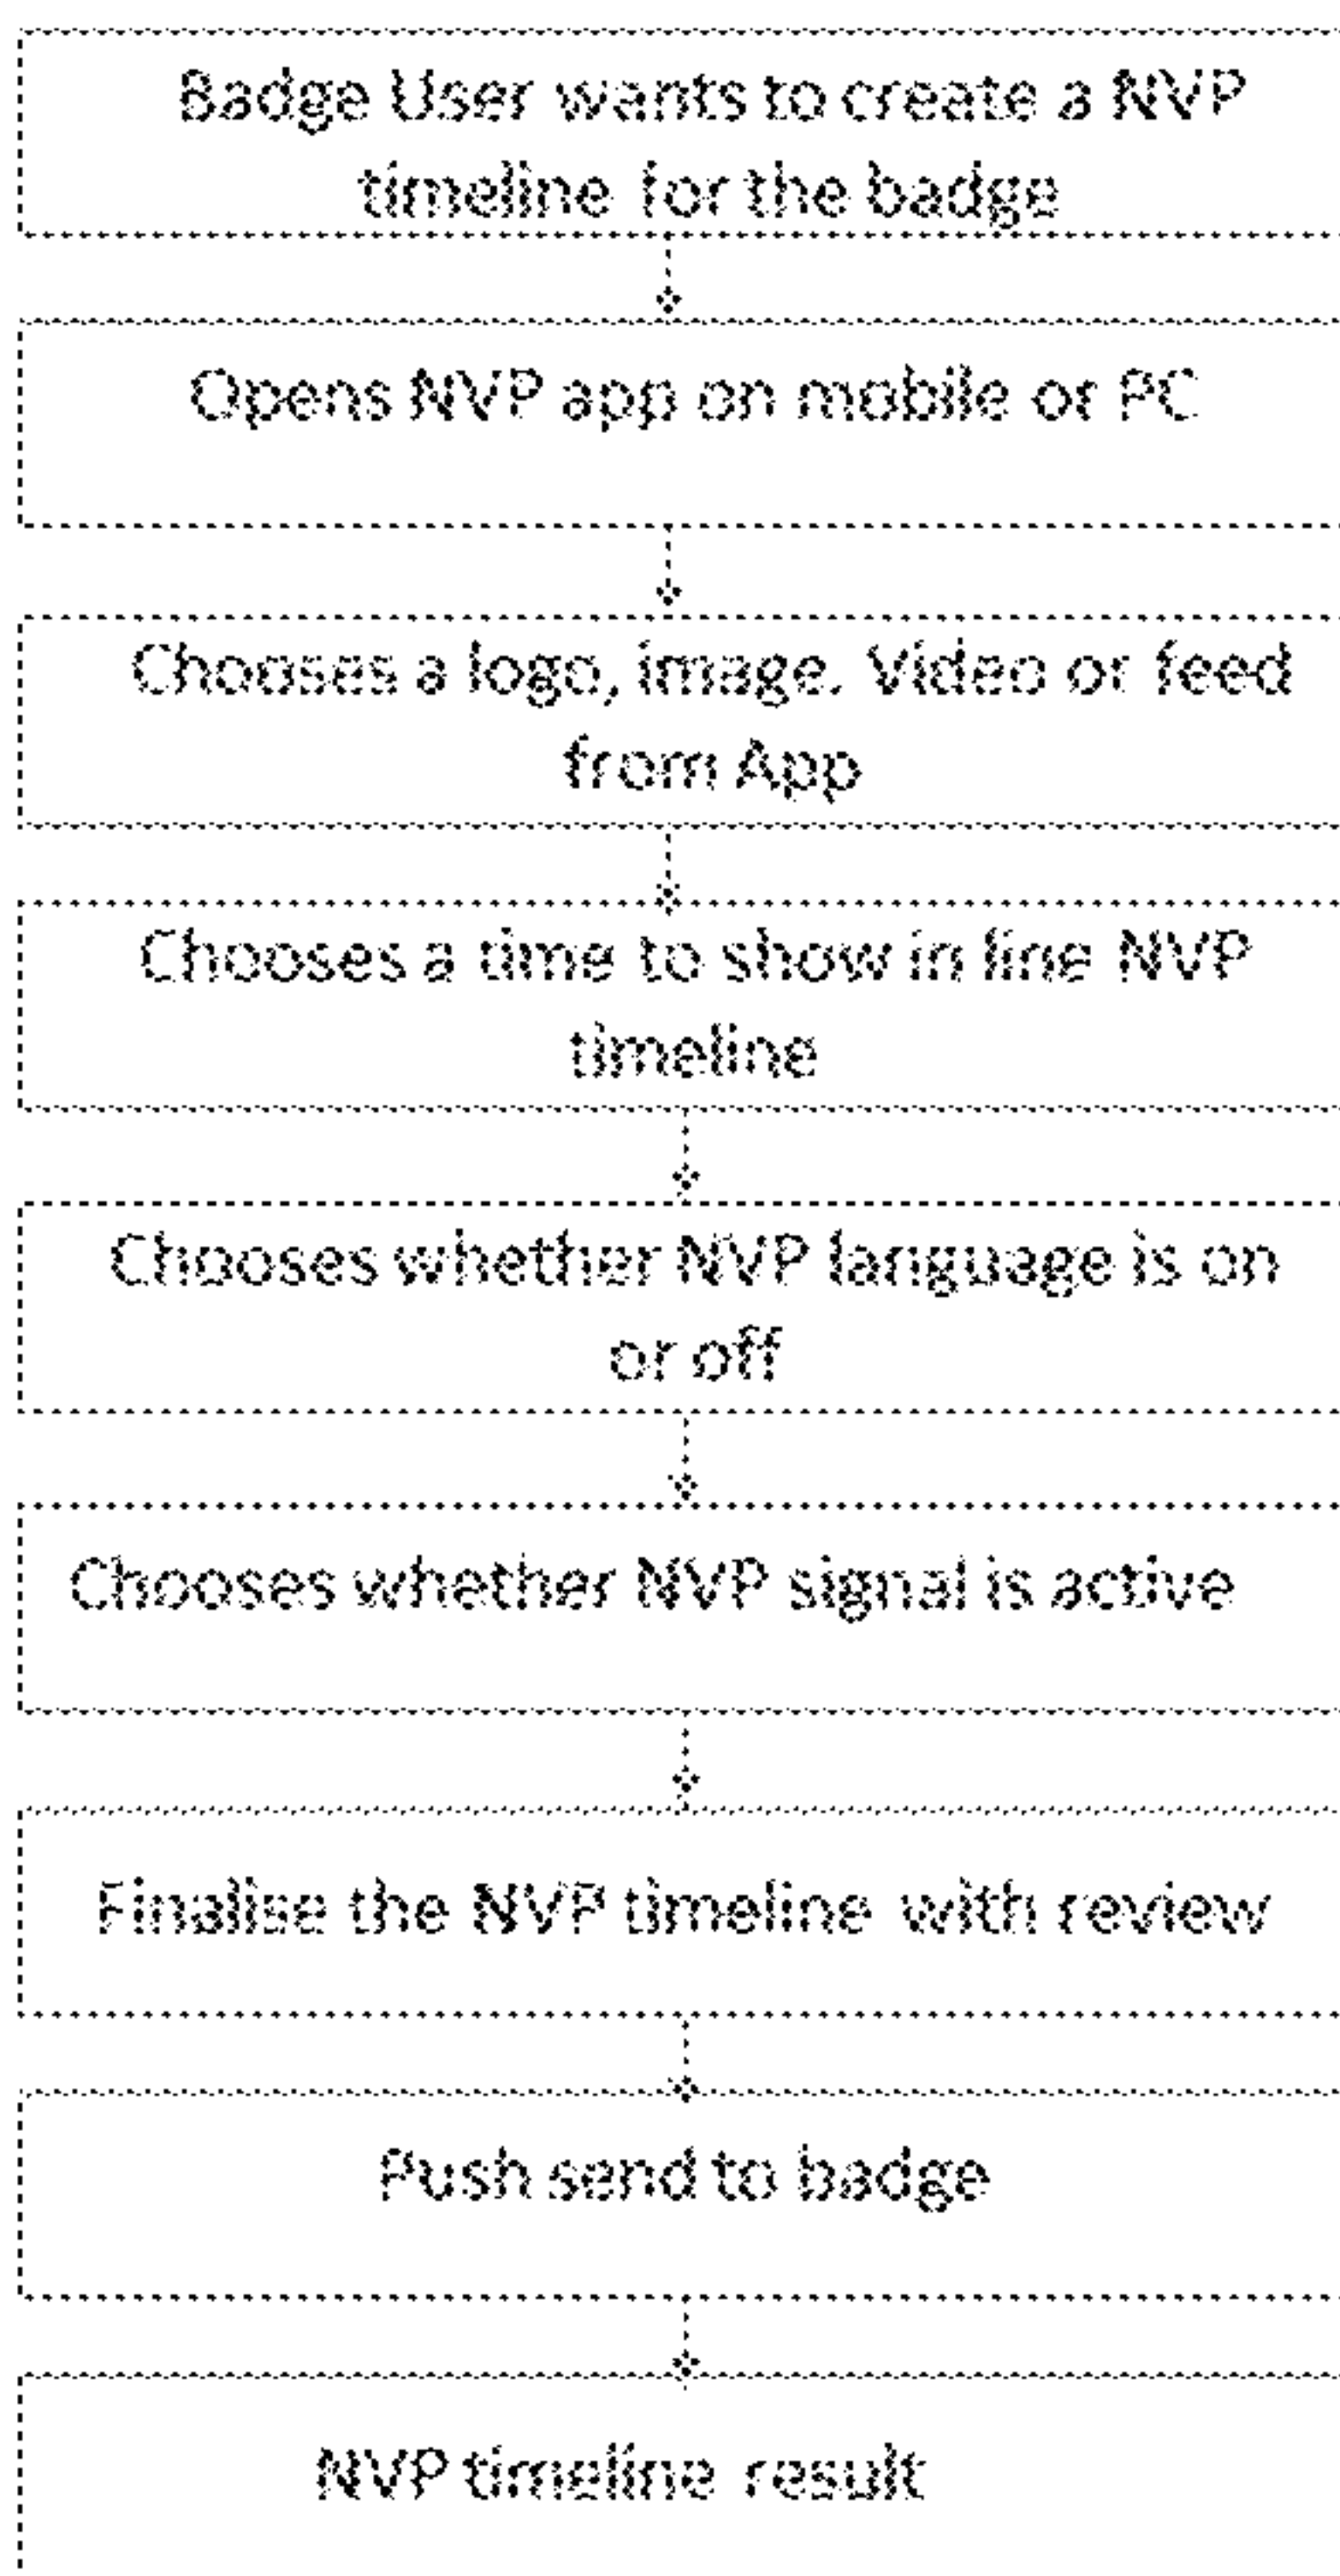 Badge User wants to create a NVP
timeline for the badge
Opens NVP app on mobile or PC
Chooses a logo, image. Video or feed
from App
Chooses a time to show in line NVP
timeline
Chooses whether NVP language is on
or off
Chooses whether NVP signal is active
Finalise the NVP timeline with review
Push send to badge
NVP timeline result